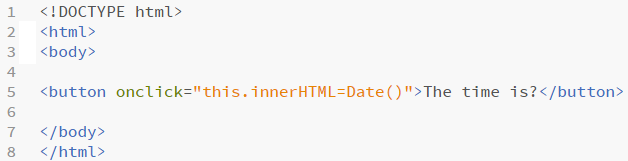 1 <!DOCTYPE html>
2 <html>
3 <body>
4
5 <button onclick="this.innerHTML=Date()">The time is?</button>
6
7 </body>
8 </html>